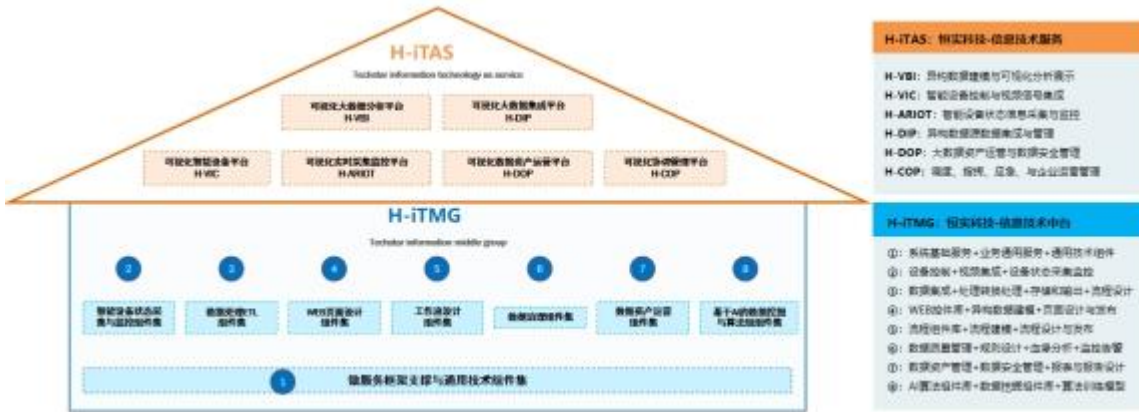 H-iTAS
Techstar information technology as service
可视化大数据分析平台
H-VBI
可视化大数据集成平台
H-DIP
可视化智能设备平台
H-VIC
可视化实时采集监控平台
H-ARIOT
可视化数据资产运营平台
H-DOP
可视化协调管理平台
H-COP
H-iTMG
Techstar information middle group
2
3
4
5
6
7
8
智能设备状态采
集与监控组件集
数据处理ETL
组件集
WEB页面设计
组件集
工作流设计
组件集
数据治理组件集
数据资产运营
组件集
基于AI的数据挖掘
与算法组组件集
1
微服务框架支撑与通用技术组件集
H-iTAS：恒实科技-信息技术服务
H-VBI：异构数据建模与可视化分析展示
H-VIC：智能设备控制与视频信号集成
H-ARIOT：智能设备状态信息采集与监控
H-DIP：异构数据源数据集成与管理
H-DOP：大数据资产运营与数据安全管理
H-COP：调度、指挥、应急、与企业运营管理
H-iTMG：恒实科技-信息技术中台
①：系统基础服务+业务通用服务+通用技术组件
②：设备控制+视频集成+设备状态采集监控
③：数据集成+处理转换处理+存储和输出+流程设计
④：WEB控件库+异构数据建模+页面设计与发布
⑤：流程组件库+流程建模+流程设计与发布
⑥：数据质量管理+规则设计+血缘分析+监控告警
⑦：数据资产管理+数据安全管理+报表与报告设计
⑧：AI算法组件库+数据挖掘组件库+算法训练模型